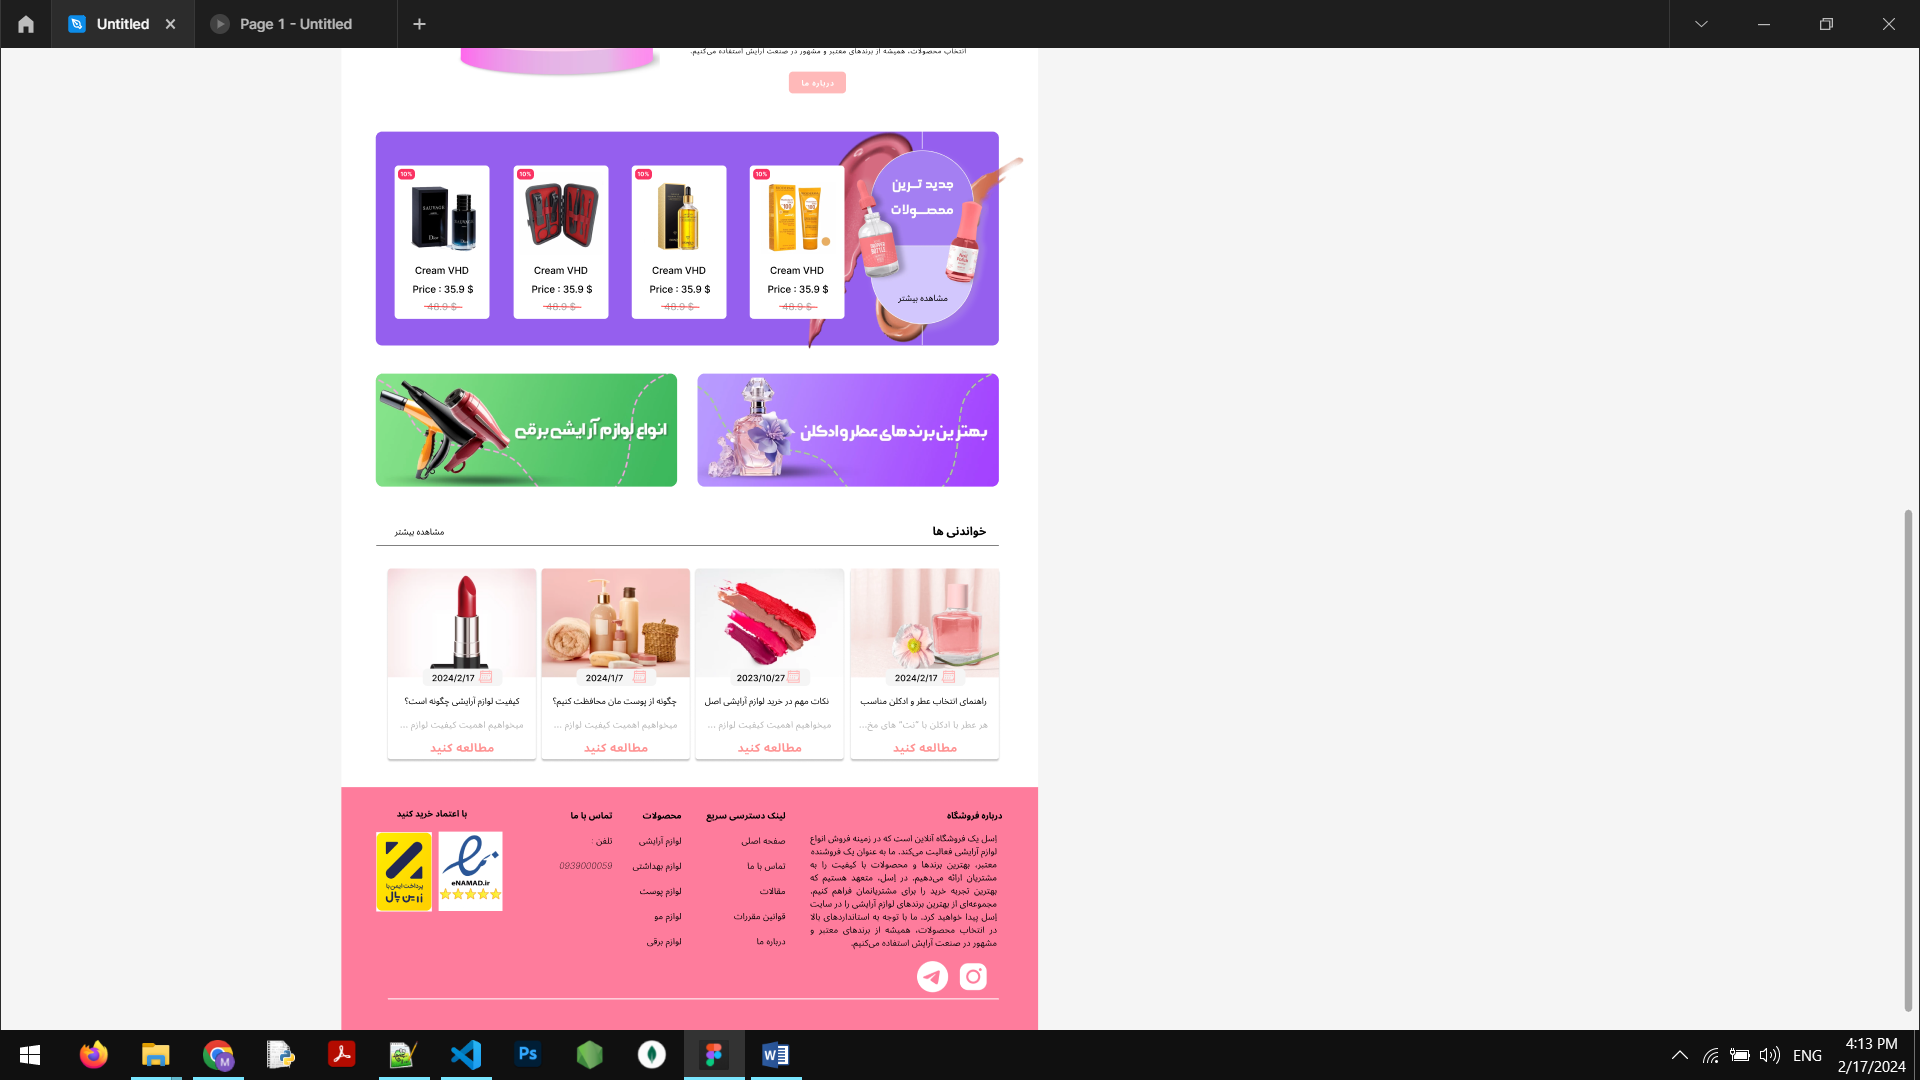 Untitled
Page 1 - Untitled
انتخاب محصولات، همیشه از برندهای معتبر و مشهور در صنعت آرایش استفاده می‌کنیم.
درباره ما
جدید تـرین
محصـــولات
مشاهده بیشتر
10%
10%
10%
10%
SAUVAGE
SAUVAGE
Dior
Cream VHD
Cream VHD
Cream VHD
Cream VHD
Price : 35.9 $
Price : 35.9 $
Price : 35.9 $
Price : 35.9 $
48.9 $
48.9 $
48.9 $
48.9 $
بهترین برندهای عطر و ادکلن
انواع لوازم آرایشی برقی
خواندنی ها
مشاهده بیشتر
2024/2/17
2023/10/27
2024/1/7
2024/2/17
راهنمای انتخاب عطر و ادکلن مناسب
نکات مهم در خرید لوازم آرایشی اصل
چگونه از پوست مان محافظت کنیم؟
کیفیت لوازم آرایشی چگونه است؟
هر عطر یا ادکلن با "نت" های مخ...
میخواهیم اهمیت کیفیت لوازم ...
میخواهیم اهمیت کیفیت لوازم ...
میخواهیم اهمیت کیفیت لوازم ...
مطالعه کنید
مطالعه کنید
مطالعه کنید
مطالعه کنید
درباره فروشگاه
اِسل یک فروشگاه آنلاین است که در زمینه فروش انواع
لوازم آرایشی فعالیت می‌کند. ما به عنوان یک فروشنده
معتبر، بهترین برندها و محصولات با کیفیت را به
مشتریان ارائه می‌دهیم. در اِسل، متعهد هستیم که
بهترین تجربه خرید را برای مشتریانمان فراهم کنیم.
مجموعه‌ای از بهترین برندهای لوازم آرایشی را در سایت
اِسل پیدا خواهید کرد. ما با توجه به استانداردهای بالا
در انتخاب محصولات، همیشه از برندهای معتبر و
مشهور در صنعت آرایش استفاده می‌کنیم.
لینک دسترسی سریع
صفحه اصلی
تماس با ما
مقالات
قوانین مقررات
درباره ما
محصولات
لوازم آرایشی
لوازم بهداشتی
لوازم پوست
لوازم مو
لوازم برقی
تماس با ما
تلفن :
0939000059
با اعتماد خرید کنید
eNAMAD.ir
پرداخت ایمن با
زرین پال
Ps
ENG
4:13 PM
2/17/2024